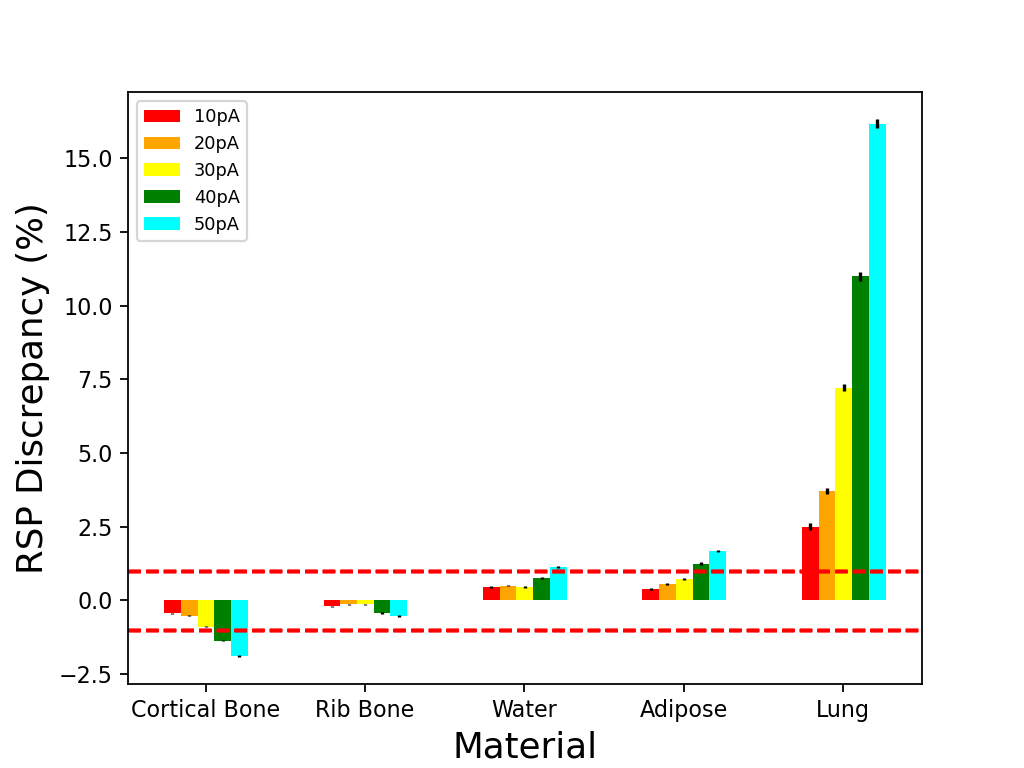 10pA
20pA
30pA
40pA
50pA
RSP Discrepancy (%)
15.0
12.5
10.0
7.5
5.0
2.5
0.0
−2.5
Cortical Bone Rib Bone Water Adipose Lung
Material